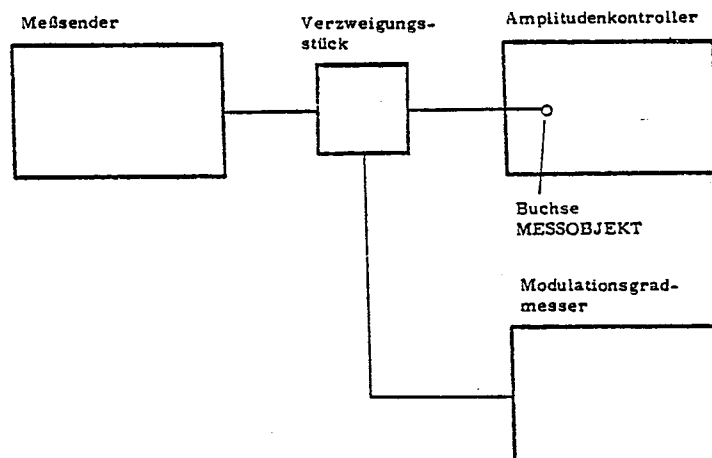 Meßsender
Verzweigungs-
stück
Amplitudenkontroller
Buchse
MESSOBJEKT
Modulationsgrad-
messer